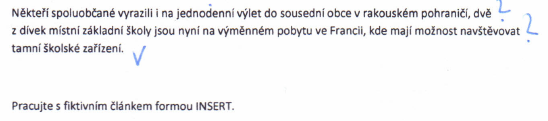 Někteří spoluobčané vyrazili i na jednodenní výlet do sousední obce v rakouském pohraničí, dvě ?
z dívek místní základní školy jsou nyní na výměnném pobytu ve Francii, kde mají možnost navštěvovat ?
tamní školské zařízení. ✓
Pracujte s fiktivním článkem formou INSERT.